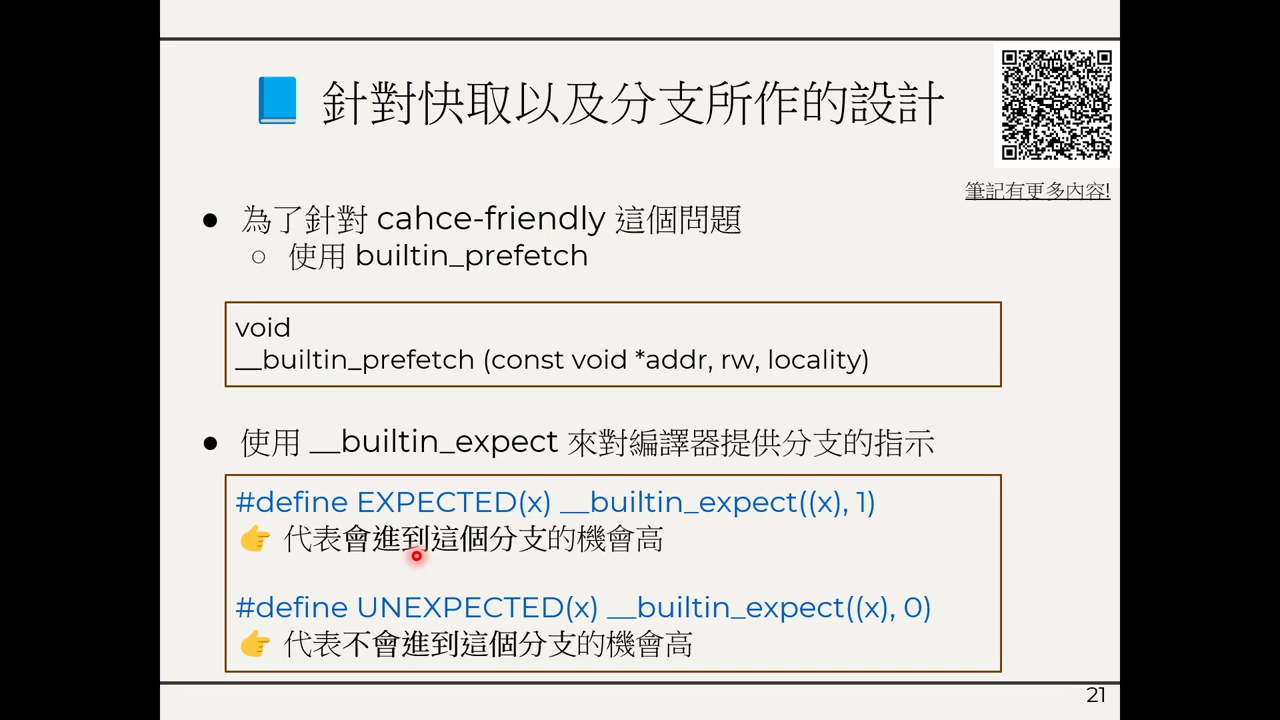 📘 針對快取以及分支所作的設計
筆記有更多內容!
● 為了針對 cahce-friendly 這個問題
○ 使用 builtin_prefetch
void
__builtin_prefetch (const void *addr, rw, locality)
● 使用 __builtin_expect 來對編譯器提供分支的指示
#define EXPECTED(x) __builtin_expect((x), 1)
👉 代表會進到這個分支的機會高
#define UNEXPECTED(x) __builtin_expect((x), 0)
👉 代表不會進到這個分支的機會高
21